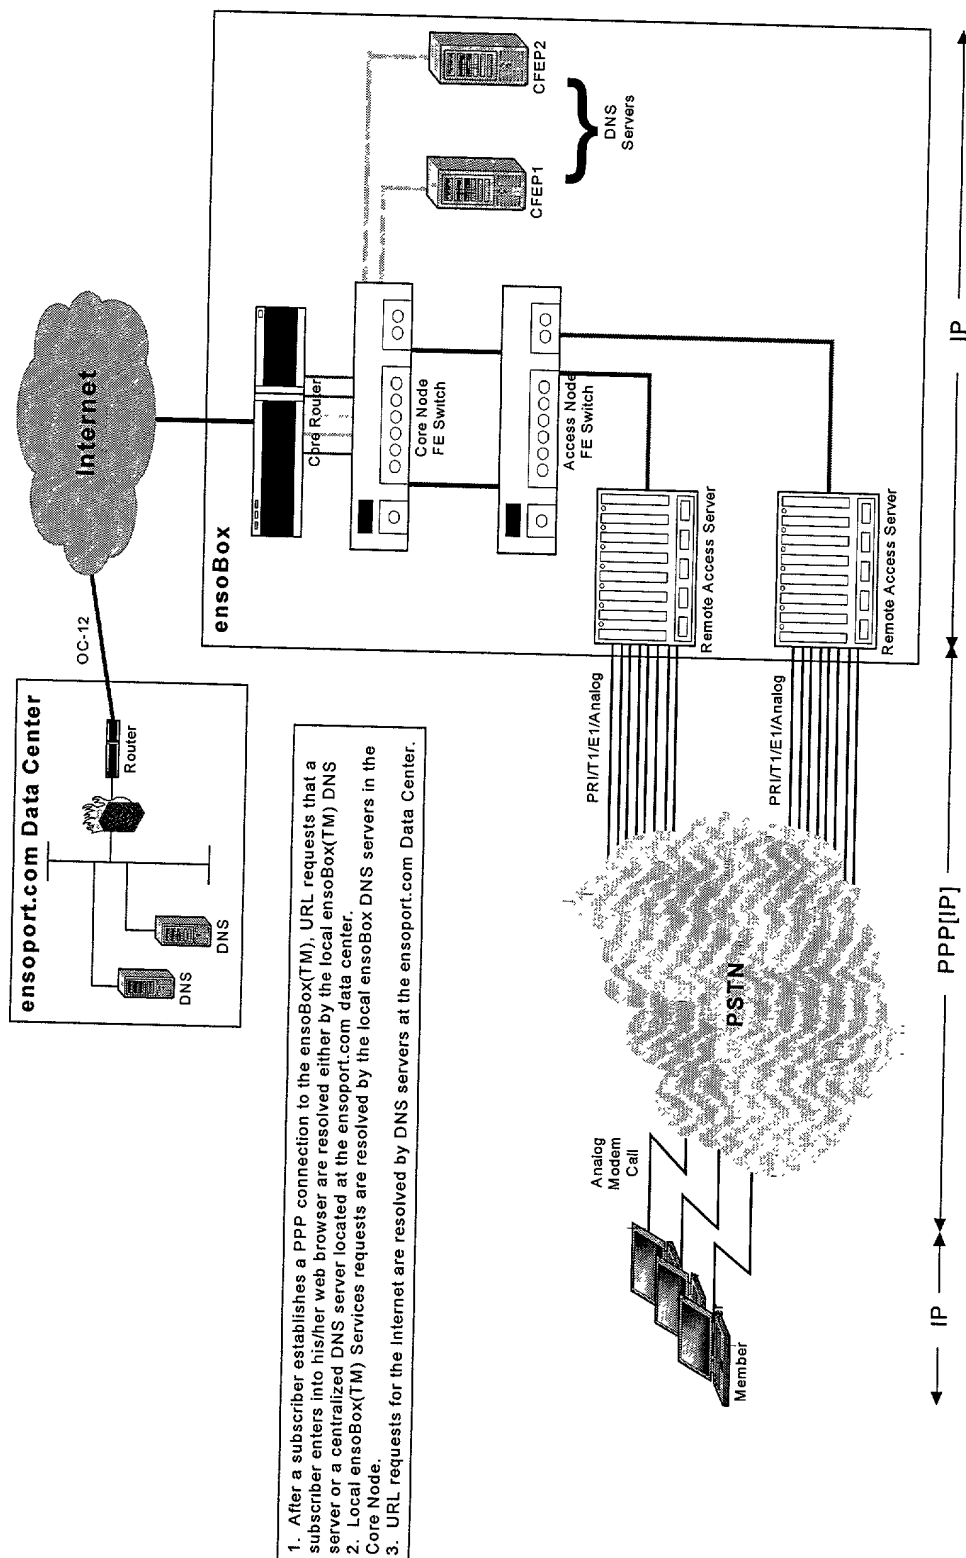 ensoport.com Data Center
DNS
DNS
Router
OC-12
Internet
1. After a subscriber establishes a PPP connection to the ensoBox(TM), URL requests that a
subscriber enters into his/her web browser are resolved either by the local ensoBox(TM) DNS
server or a centralized DNS server located at the ensoport.com data center.
2. Local ensoBox(TM) Services requests are resolved by the local ensoBox DNS servers in the
Core Node.
3. URL requests for the Internet are resolved by DNS servers at the ensoport.com Data Center.
ensoBox
Core Router
Core Node
FE Switch
Access Node
FE Switch
CFEP1
CFEP2
DNS
Servers
Remote Access Server
Remote Access Server
PRI/T1/E1/Analog
PRI/T1/E1/Analog
PSTN
Analog
Modem
Call
Member
IP
PPP[IP]
IP